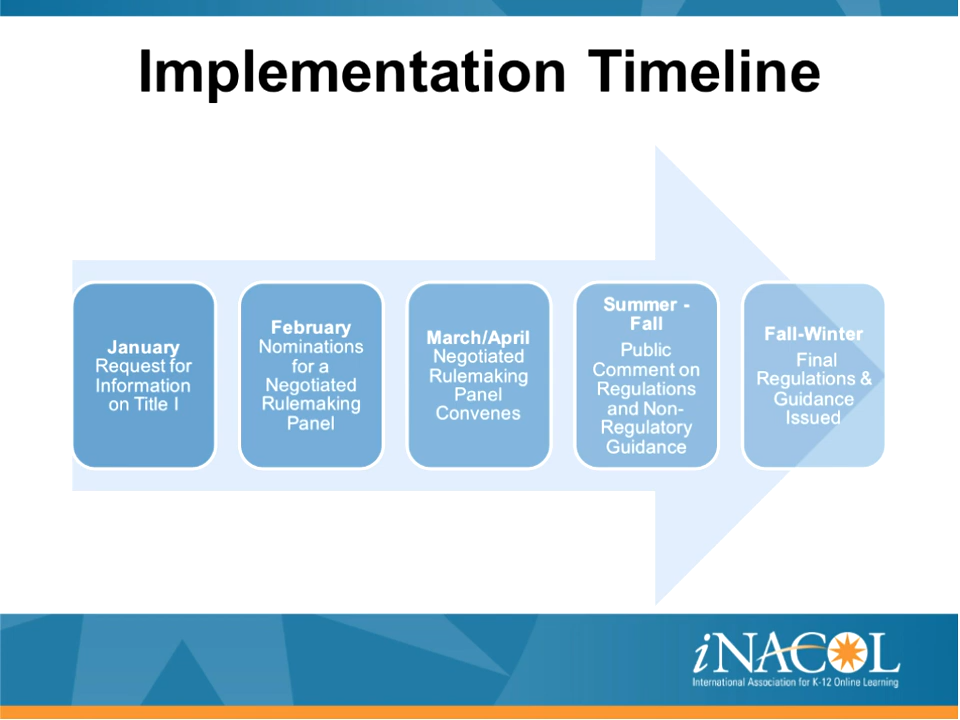 Implementation Timeline
January
Request for
Information
on Title I
February
Nominations
for a
Negotiated
Rulemaking
Panel
March/April
Negotiated
Rulemaking
Panel
Convenes
Summer -
Fall
Public
Comment on
Regulations
and Non-
Regulatory
Guidance
Fall-Winter
Final
Regulations &
Guidance
Issued
iNACOL
International Association for K-12 Online Learning